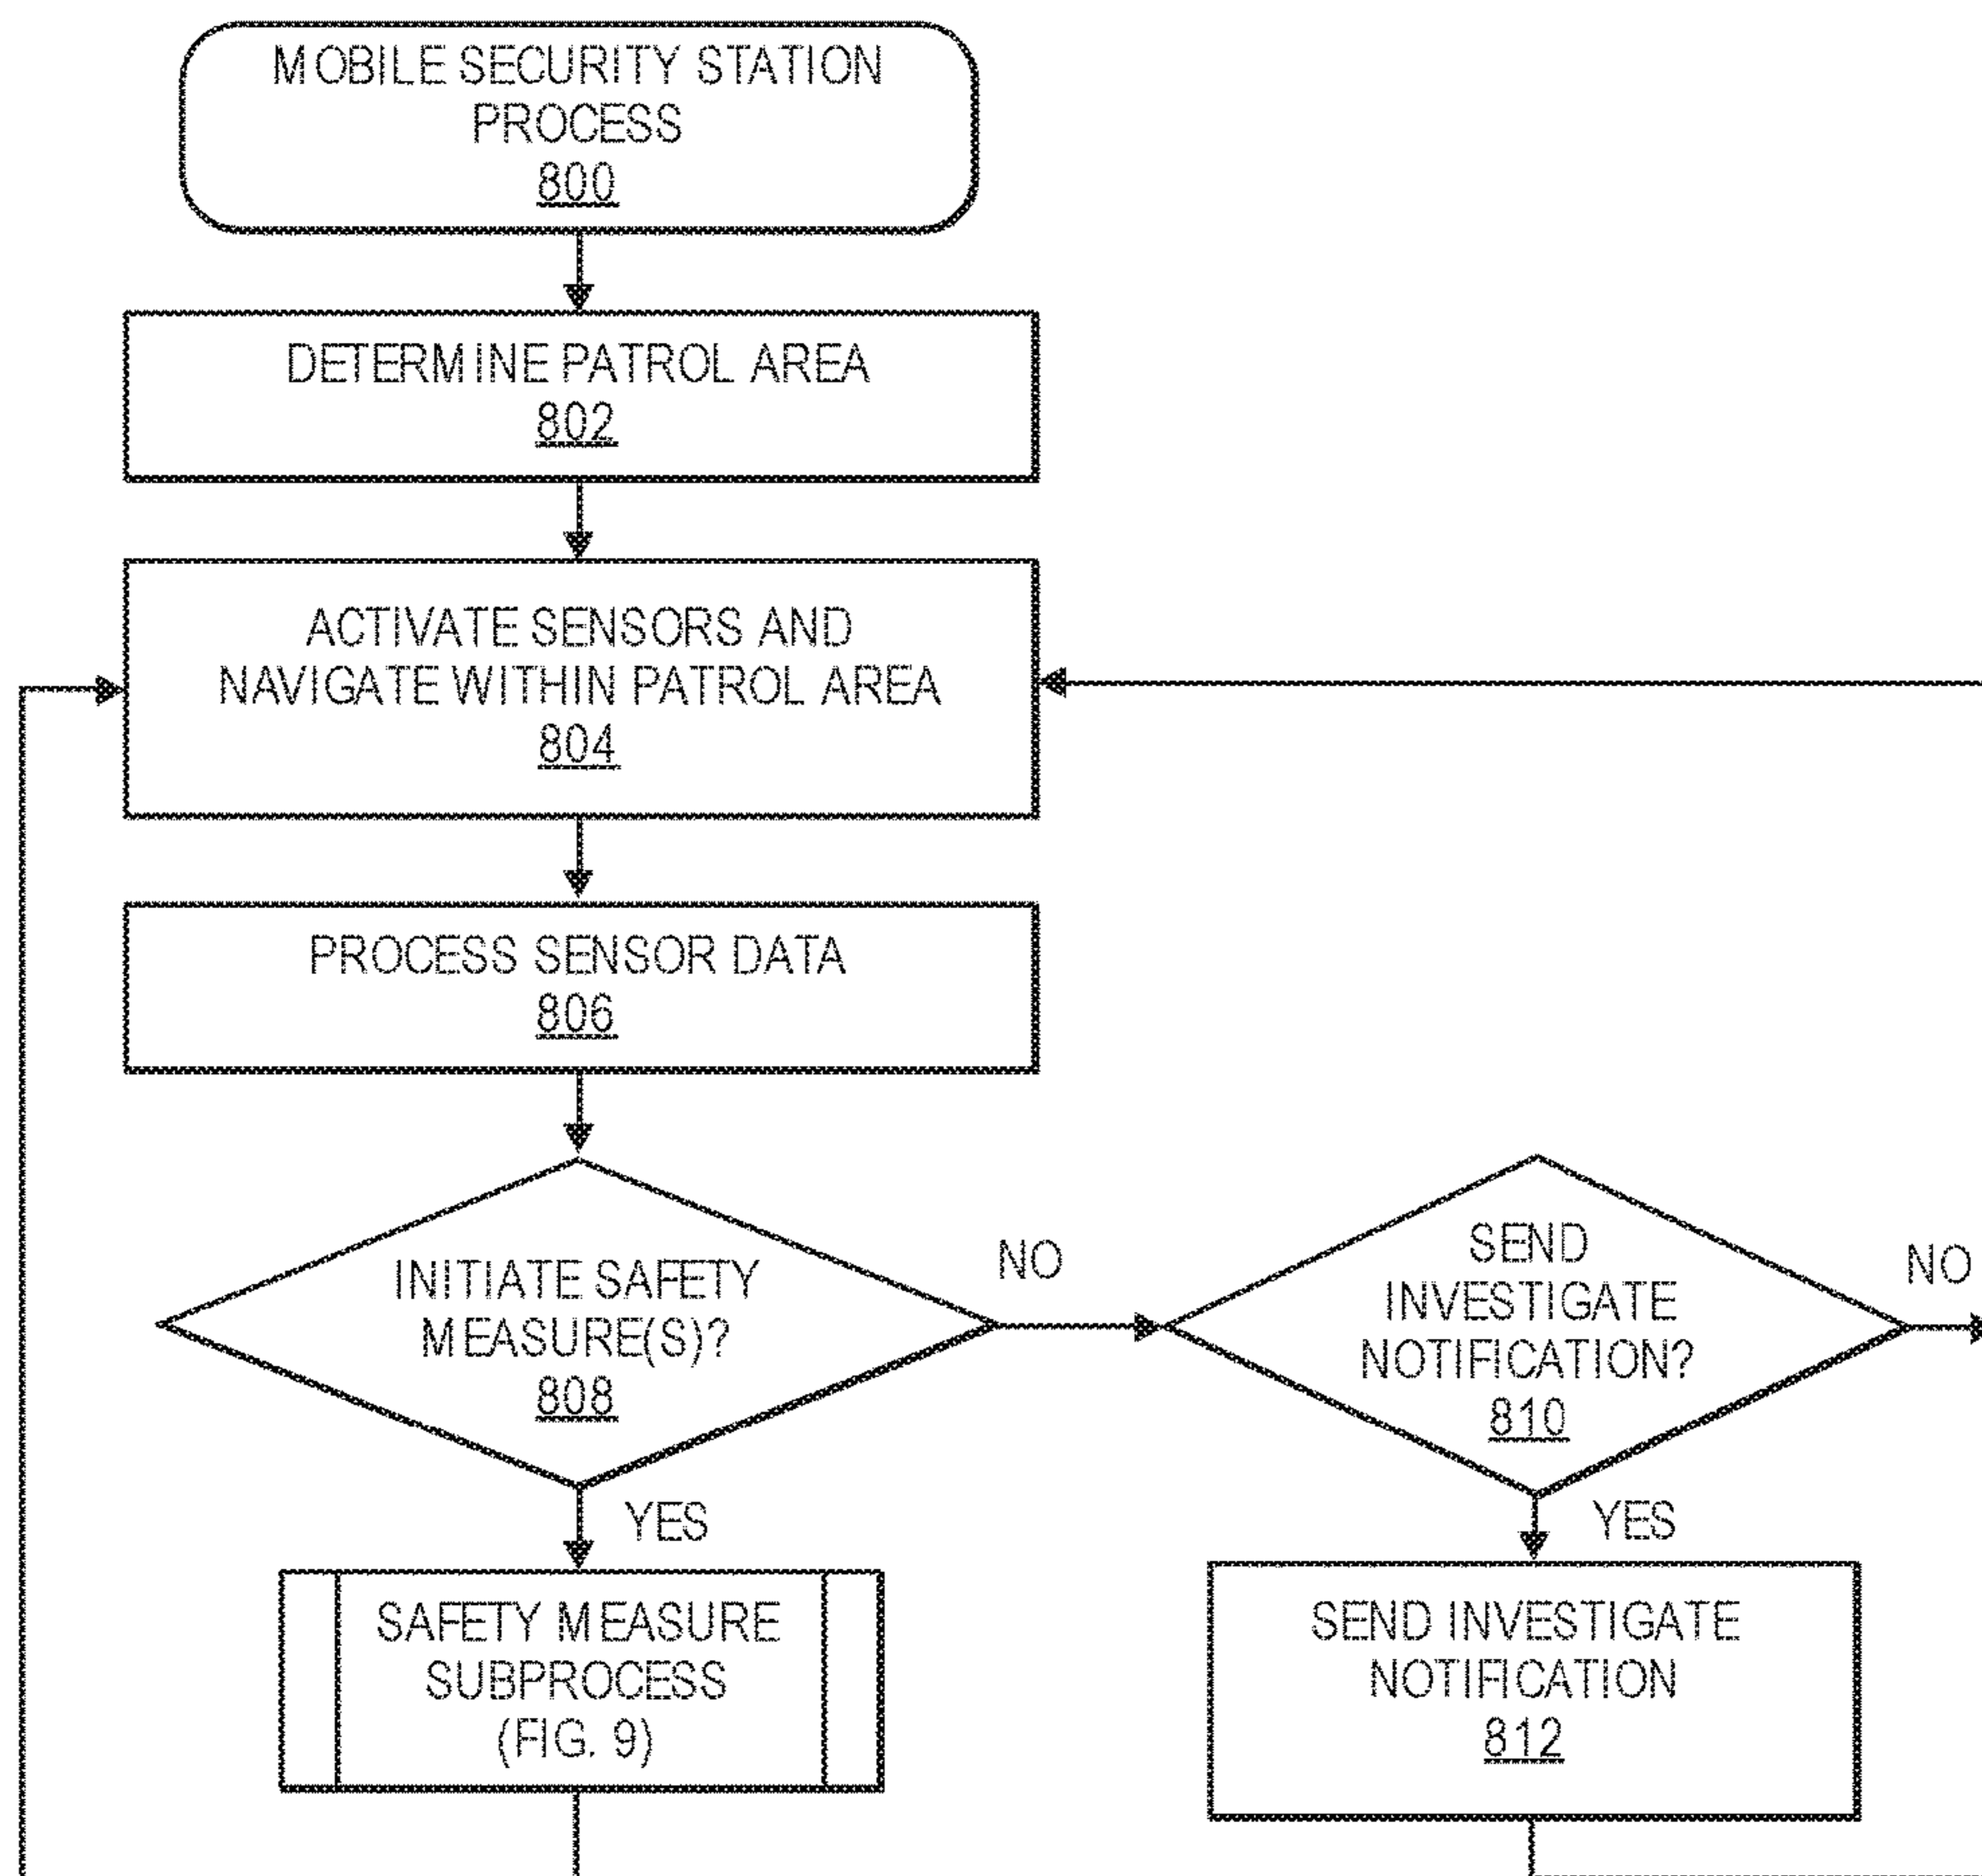 MOBILE SECURITY STATION
PROCESS
800
DETERMINE PATROL AREA
802
ACTIVATE SENSORS AND
NAVIGATE WITHIN PATROL AREA
804
PROCESS SENSOR DATA
806
INITIATE SAFETY
MEASURE(S)?
808
NO
SEND
INVESTIGATE
NOTIFICATION?
810
NO
YES
SAFETY MEASURE
SUBPROCESS
(FIG. 9)
YES
SEND INVESTIGATE
NOTIFICATION
812